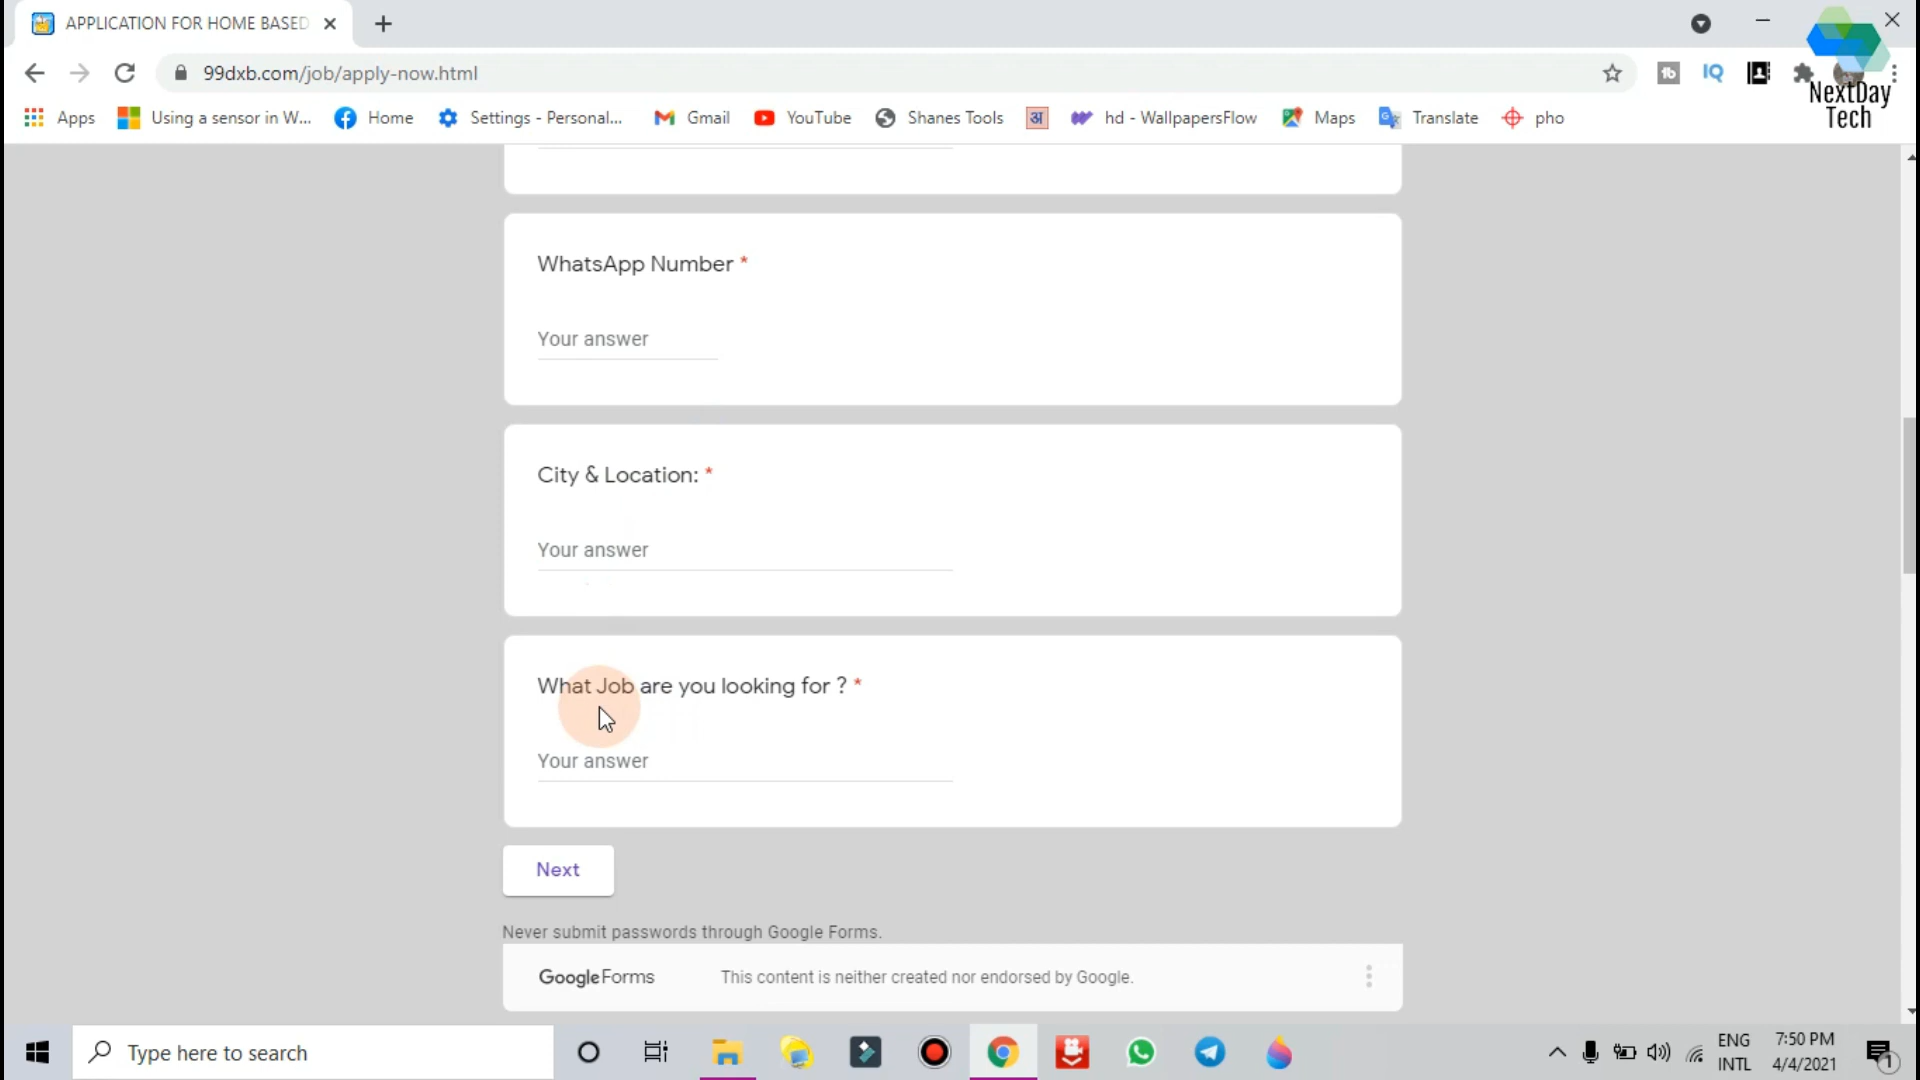 APPLICATION FOR HOME BASED
99dxb.com/job/apply-now.html
NextDay
Tech
Apps
Using a sensor in W...
Home
Settings - Personal...
Gmail
YouTube
Shanes Tools
अ
hd - WallpapersFlow
Maps
Translate
pho
WhatsApp Number *
Your answer
City & Location: *
Your answer
What Job are you looking for ? *
Your answer
Next
Never submit passwords through Google Forms.
Google Forms
This content is neither created nor endorsed by Google.
Type here to search
ENG
INTL
7:50 PM
4/4/2021
1